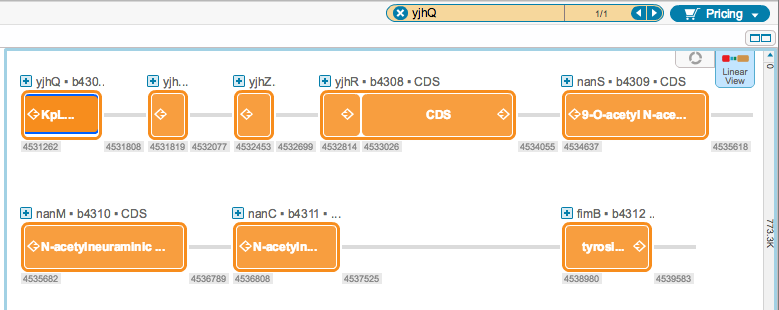 yjhQ 1/1 Pricing
Linear View
0
773.3K
yjhQ ▪ b430.. yjh... yjhZ. yjhR ▪ b4308 ▪ CDS nanS ▪ b4309 ▪ CDS
KpL... CDS 9-O-acetyl N-ace...
4531262 4531808 4531819 4532077 4532453 4532699 4532814 4533026 4534055 4534637 4535618
nanM ▪ b4310 ▪ CDS nanC ▪ b4311 ▪ ... fimB ▪ b4312 ..
N-acetylneuraminic ... N-acetyln... tyrosi...
4535682 4536789 4536808 4537525 4538980 4539583